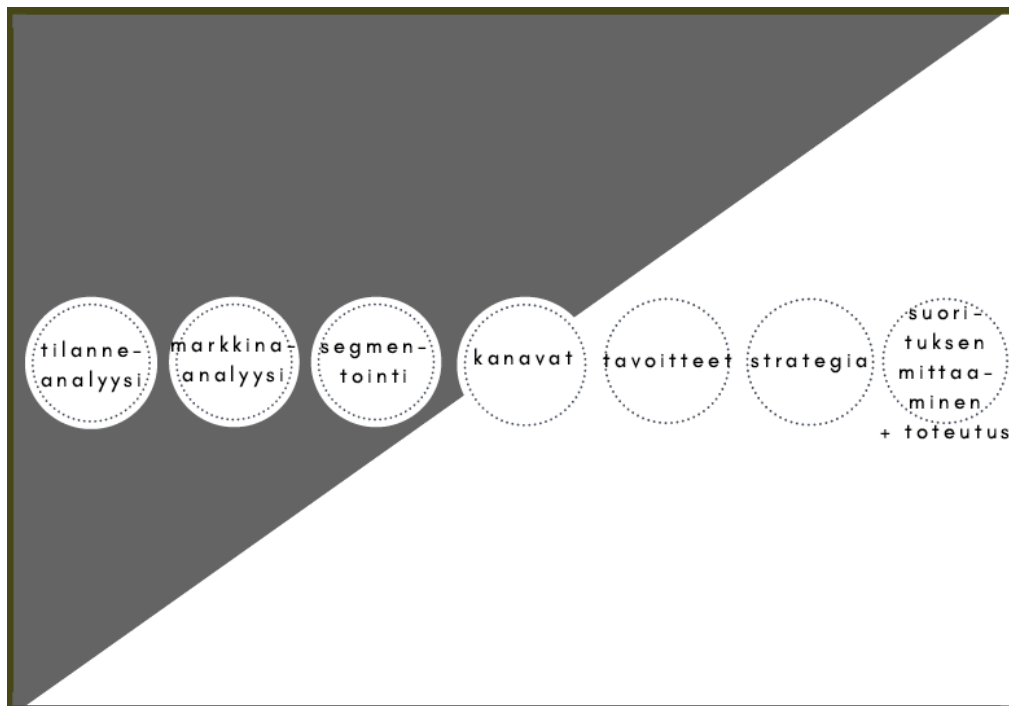 tilanne-
analyysi
markkina-
analyysi
segmen-
tointi
kanavat
tavoitteet
strategia
suori-
tuksen
mittaa-
minen
+ toteutus